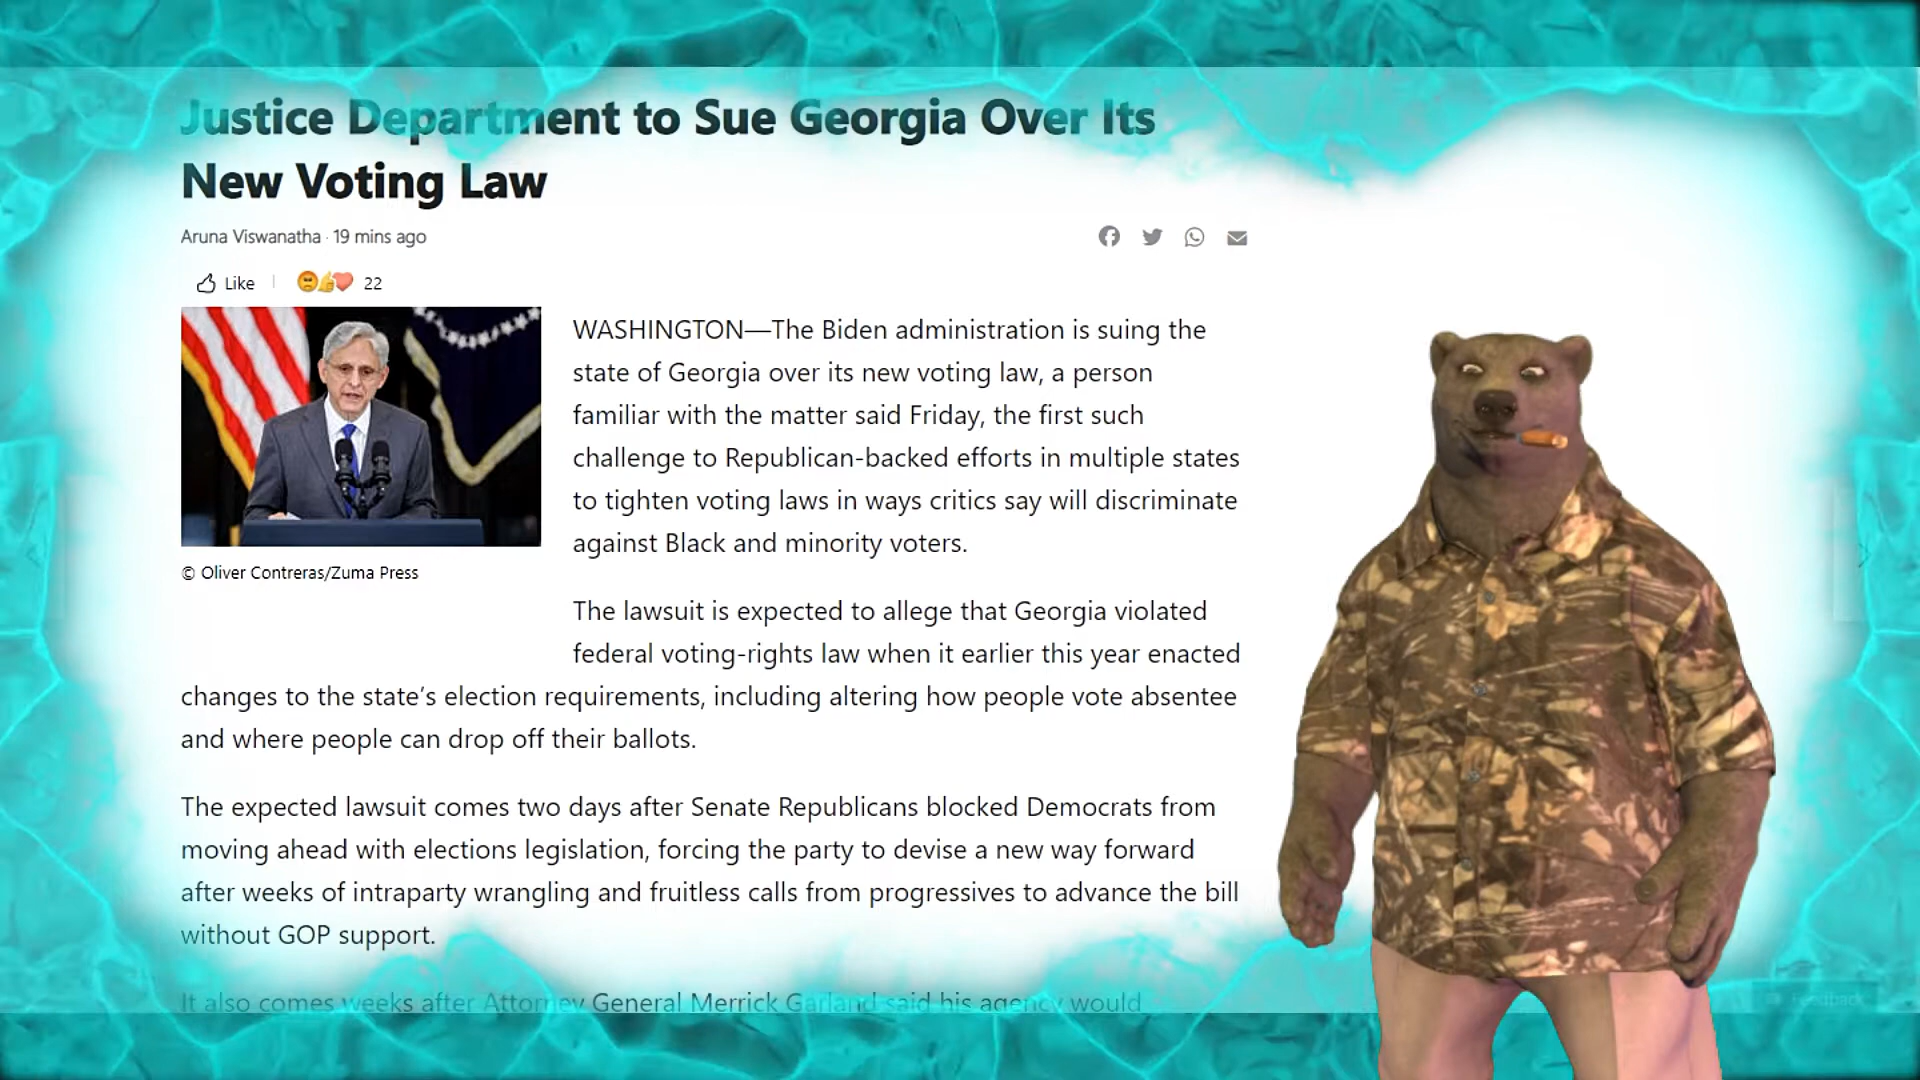 Justice Department to Sue Georgia Over Its
New Voting Law
Aruna Viswanatha · 19 mins ago
Like
22
WASHINGTON—The Biden administration is suing the
state of Georgia over its new voting law, a person
familiar with the matter said Friday, the first such
challenge to Republican-backed efforts in multiple states
to tighten voting laws in ways critics say will discriminate
against Black and minority voters.
© Oliver Contreras/Zuma Press
The lawsuit is expected to allege that Georgia violated
federal voting-rights law when it earlier this year enacted
changes to the state’s election requirements, including altering how people vote absentee
and where people can drop off their ballots.
The expected lawsuit comes two days after Senate Republicans blocked Democrats from
moving ahead with elections legislation, forcing the party to devise a new way forward
after weeks of intraparty wrangling and fruitless calls from progressives to advance the bill
without GOP support.
It also comes weeks after Attorney General Merrick Garland said his agency would
Feedback